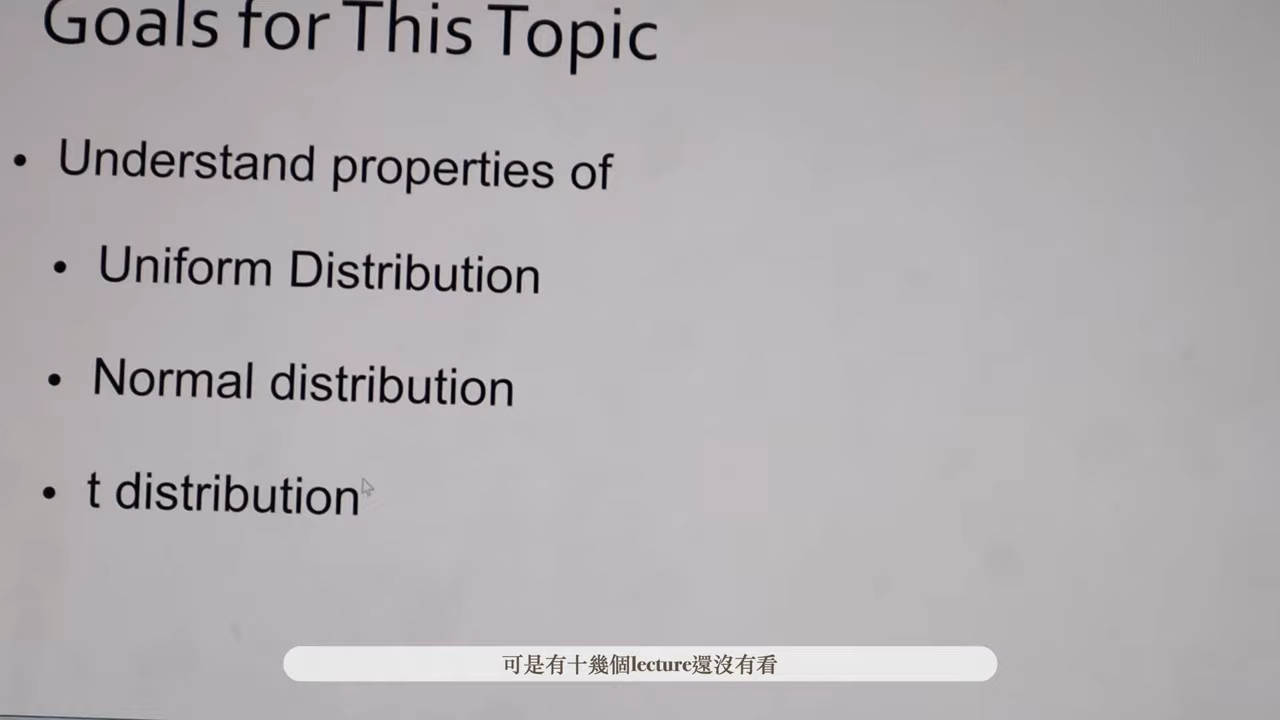 Goals for This Topic
• Understand properties of
• Uniform Distribution
• Normal distribution
• t distribution
可是有十幾個lecture還沒有看